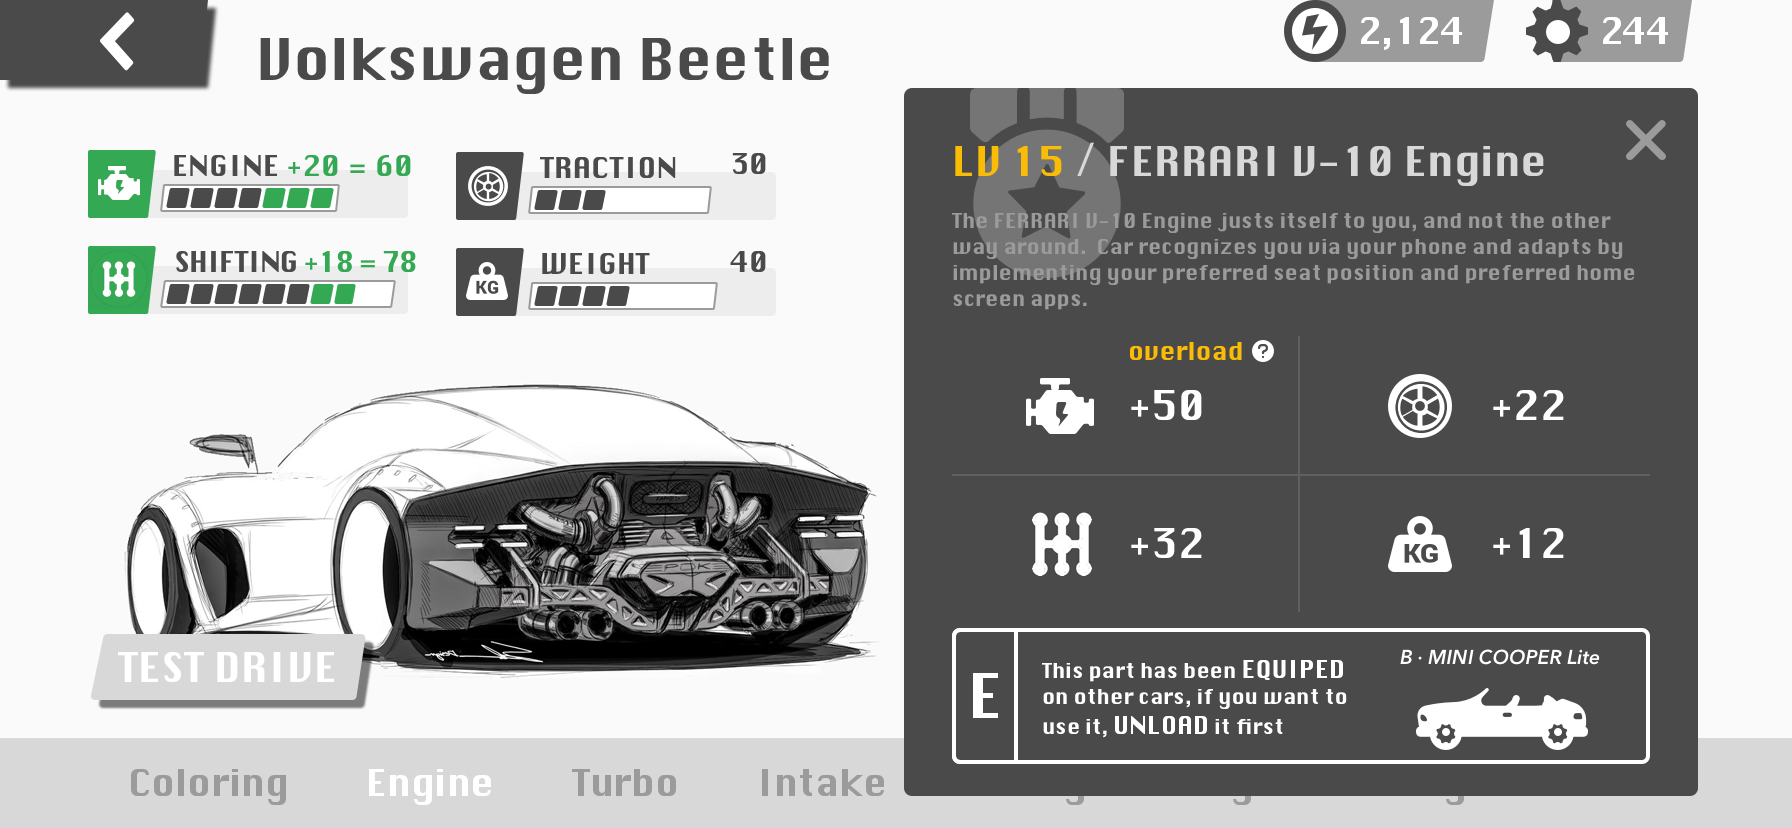 Volkswagen Beetle
2,124
244
ENGINE +20 = 60
TRACTION 30
SHIFTING +18 = 78
WEIGHT 40
KG
TEST DRIVE
LV 15 / FERRARI V-10 Engine
The FERRARI V-10 Engine justs itself to you, and not the other
way around. Car recognizes you via your phone and adapts by
implementing your preferred seat position and preferred home
screen apps.
overload ?
+50
+22
+32
KG +12
E
This part has been EQUIPED
on other cars, if you want to
use it, UNLOAD it first
B · MINI COOPER Lite
Coloring Engine Turbo Intake